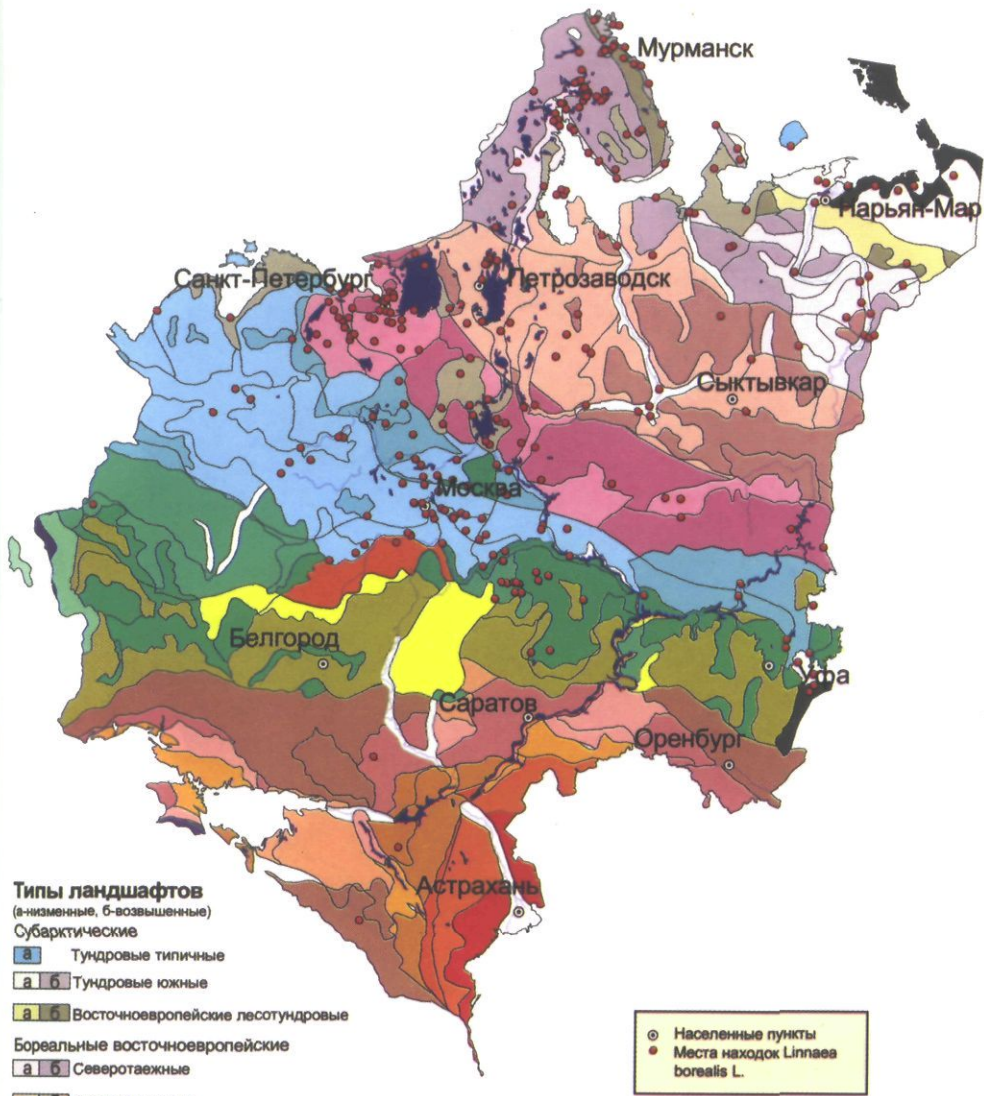 Мурманск
Нарьян-Мар
Санкт-Петербург
Петрозаводск
Сыктывкар
Москва
Белгород
Уфа
Саратов
Оренбург
Астрахань
Типы ландшафтов
(а-низменные, б-возвышенные)
Субарктические
а Тундровые типичные
а б Тундровые южные
а б Восточноевропейские лесотундровые
Бореальные восточноевропейские
а б Северотаежные
Населенные пункты
Места находок Linnaea
borealis L.